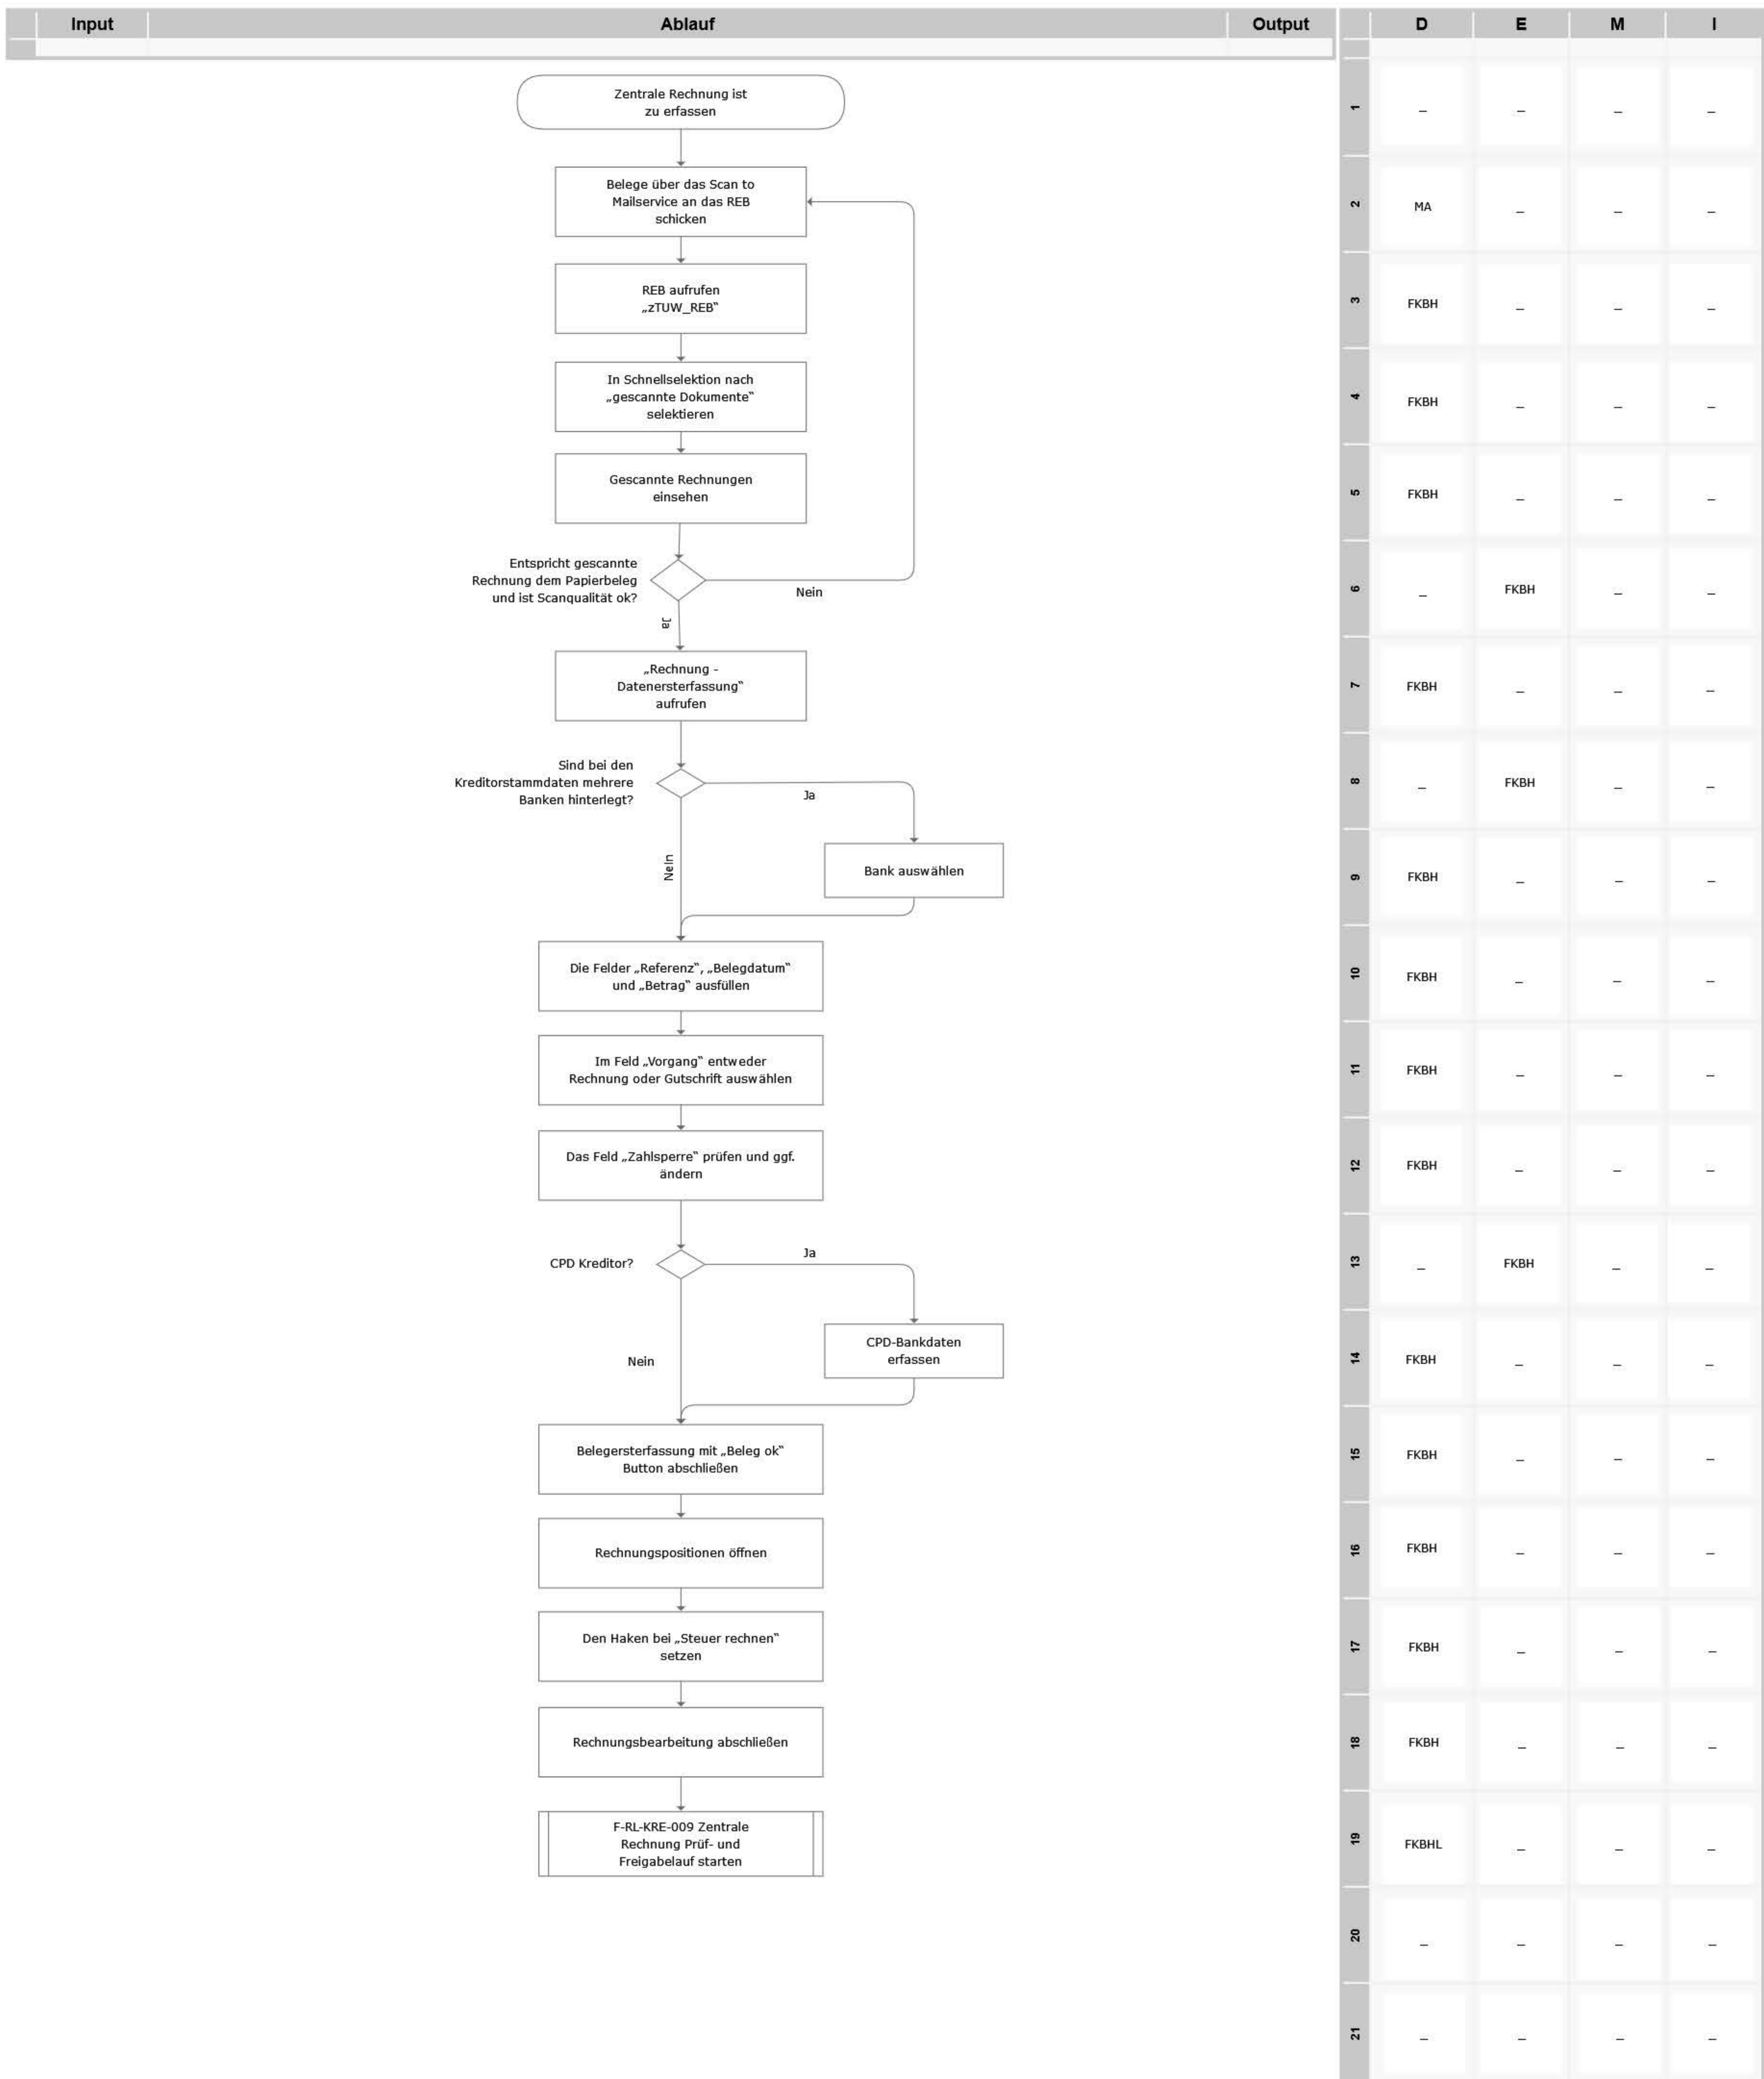 Input Ablauf Output D E M I
Zentrale Rechnung ist
zu erfassen
1 _ _ _ _
Belege über das Scan to
Mailservice an das REB
schicken
2 MA _ _ _
REB aufrufen
„zTUW_REB“
3 FKBH _ _ _
In Schnellselektion nach
„gescannte Dokumente“
selektieren
4 FKBH _ _ _
Gescannte Rechnungen
einsehen
5 FKBH _ _ _
Entspricht gescannte
Rechnung dem Papierbeleg
und ist Scanqualität ok?
Nein
Ja
6 _ FKBH _ _
„Rechnung -
Datenersterfassung“
aufrufen
7 FKBH _ _ _
Sind bei den
Kreditorstammdaten mehrere
Banken hinterlegt?
Ja
8 _ FKBH _ _
Nein
Bank auswählen
9 FKBH _ _ _
Die Felder „Referenz“, „Belegdatum“
und „Betrag“ ausfüllen
10 FKBH _ _ _
Im Feld „Vorgang“ entweder
Rechnung oder Gutschrift auswählen
11 FKBH _ _ _
Das Feld „Zahlsperre“ prüfen und ggf.
ändern
12 FKBH _ _ _
CPD Kreditor?
Ja
13 _ FKBH _ _
Nein
CPD-Bankdaten
erfassen
14 FKBH _ _ _
Belegersterfassung mit „Beleg ok“
Button abschließen
15 FKBH _ _ _
Rechnungspositionen öffnen
16 FKBH _ _ _
Den Haken bei „Steuer rechnen“
setzen
17 FKBH _ _ _
Rechnungsbearbeitung abschließen
18 FKBH _ _ _
F-RL-KRE-009 Zentrale
Rechnung Prüf- und
Freigabelauf starten
19 FKBHL _ _ _
20 _ _ _ _
21 _ _ _ _